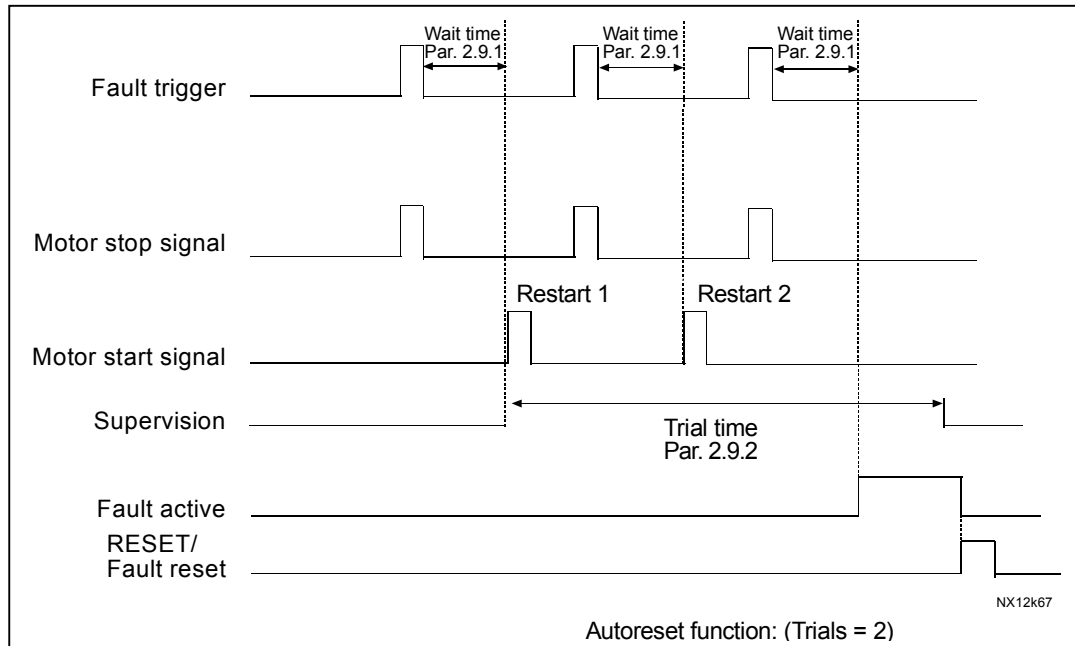 Wait time
Par. 2.9.1
Wait time
Par. 2.9.1
Wait time
Par. 2.9.1
Fault trigger
Motor stop signal
Restart 1
Restart 2
Motor start signal
Supervision
Trial time
Par. 2.9.2
Fault active
RESET/
Fault reset
NX12k67
Autoreset function: (Trials = 2)